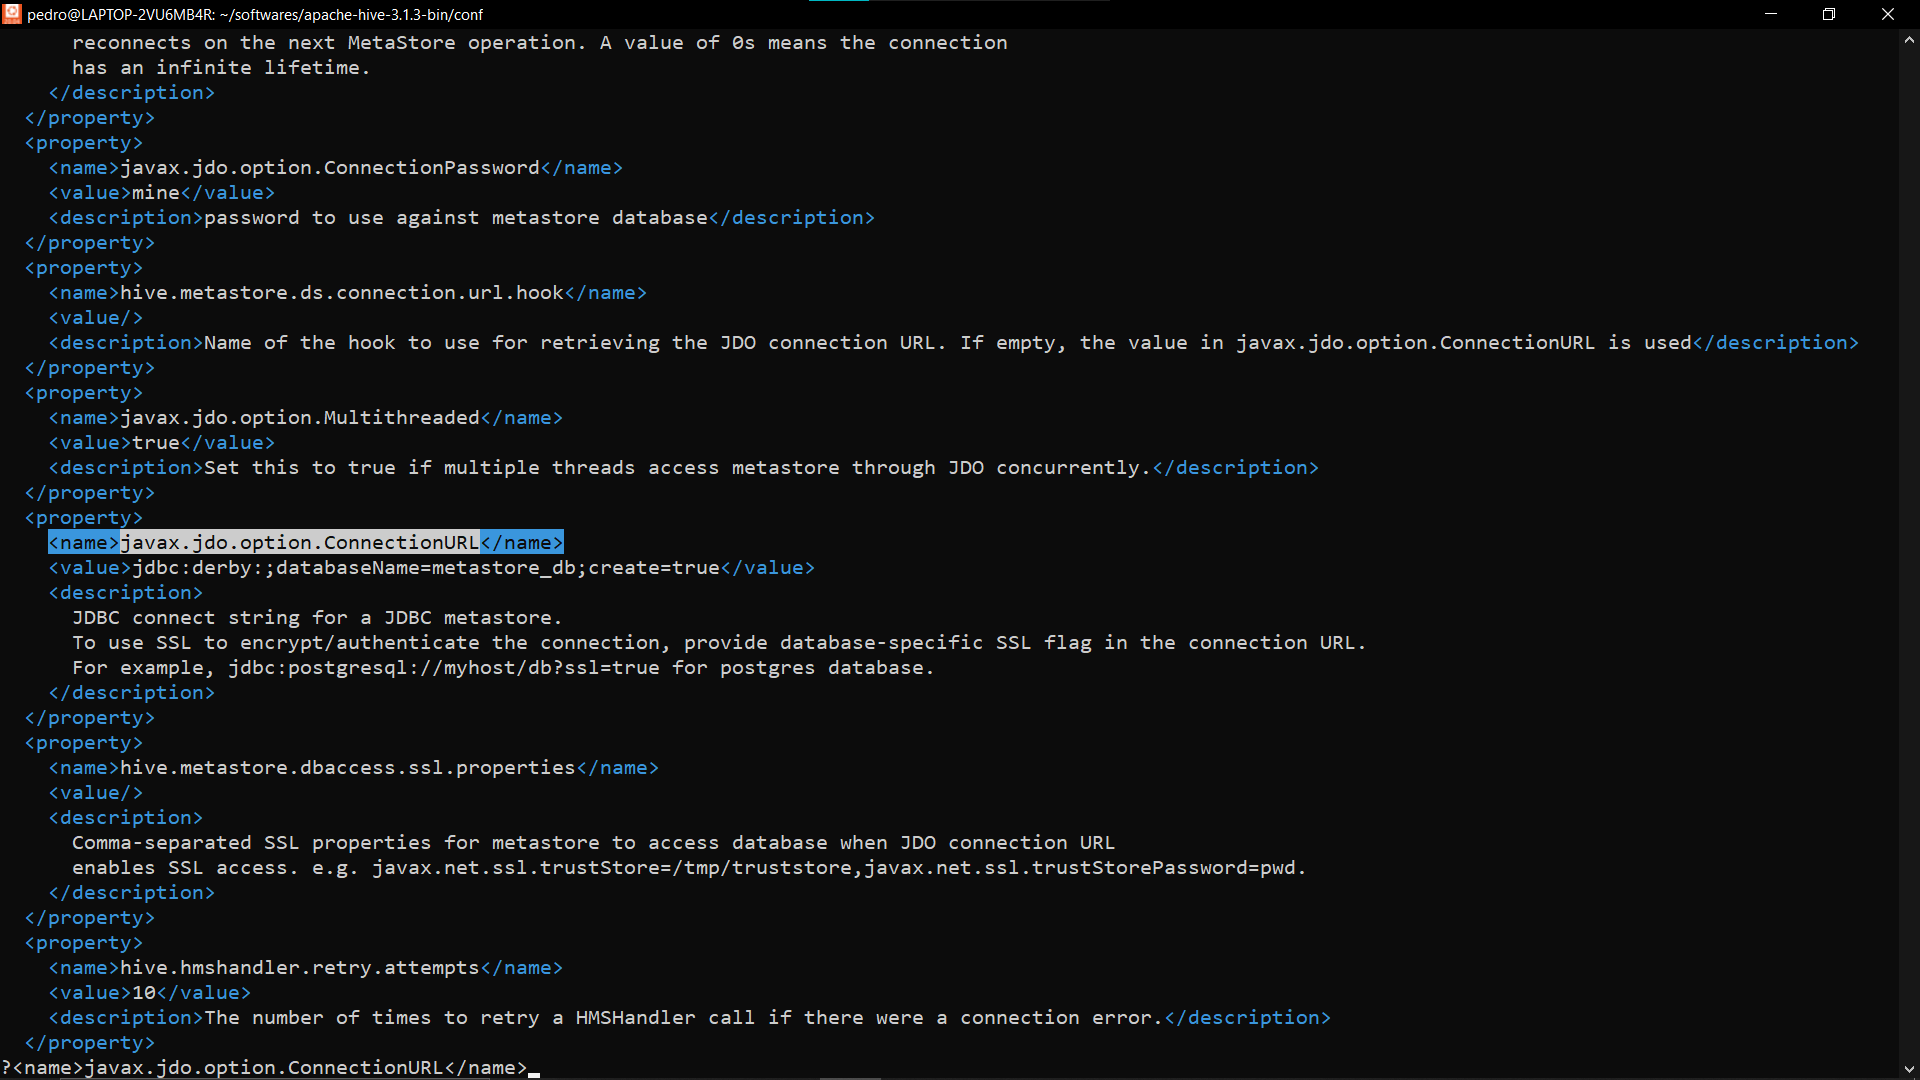 pedro@LAPTOP-2VU6MB4R: ~/softwares/apache-hive-3.1.3-bin/conf
      reconnects on the next MetaStore operation. A value of 0s means the connection
      has an infinite lifetime.
    </description>
  </property>
  <property>
    <name>javax.jdo.option.ConnectionPassword</name>
    <value>mine</value>
    <description>password to use against metastore database</description>
  </property>
  <property>
    <name>hive.metastore.ds.connection.url.hook</name>
    <value/>
    <description>Name of the hook to use for retrieving the JDO connection URL. If empty, the value in javax.jdo.option.ConnectionURL is used</description>
  </property>
  <property>
    <name>javax.jdo.option.Multithreaded</name>
    <value>true</value>
    <description>Set this to true if multiple threads access metastore through JDO concurrently.</description>
  </property>
  <property>
    <name>javax.jdo.option.ConnectionURL</name>
    <value>jdbc:derby:;databaseName=metastore_db;create=true</value>
    <description>
      JDBC connect string for a JDBC metastore.
      To use SSL to encrypt/authenticate the connection, provide database-specific SSL flag in the connection URL.
      For example, jdbc:postgresql://myhost/db?ssl=true for postgres database.
    </description>
  </property>
  <property>
    <name>hive.metastore.dbaccess.ssl.properties</name>
    <value/>
    <description>
      Comma-separated SSL properties for metastore to access database when JDO connection URL
      enables SSL access. e.g. javax.net.ssl.trustStore=/tmp/truststore,javax.net.ssl.trustStorePassword=pwd.
    </description>
  </property>
  <property>
    <name>hive.hmshandler.retry.attempts</name>
    <value>10</value>
    <description>The number of times to retry a HMSHandler call if there were a connection error.</description>
  </property>
?<name>javax.jdo.option.ConnectionURL</name>